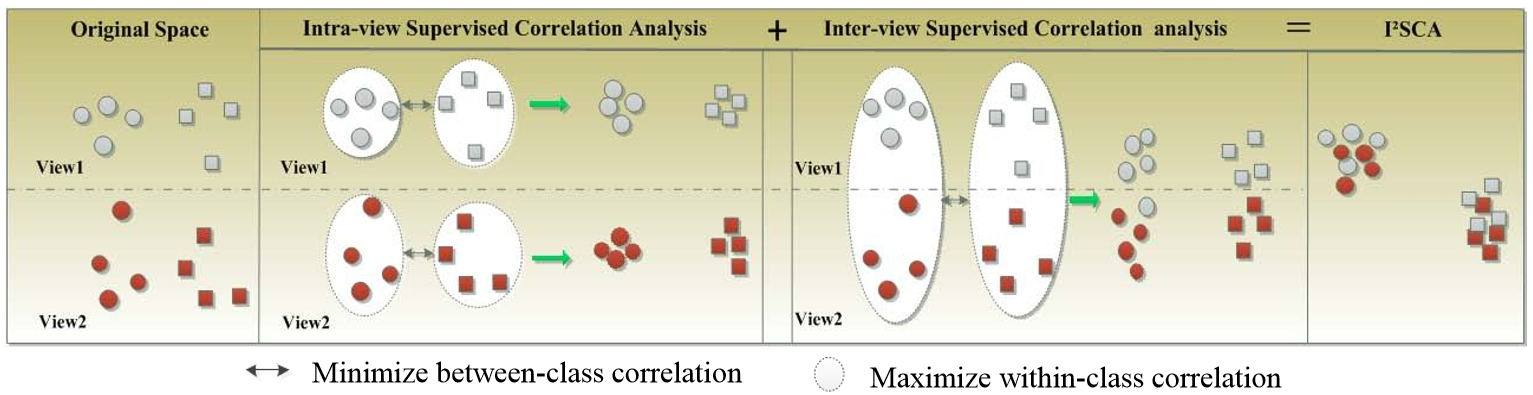 Original Space
Intra-view Supervised Correlation Analysis
+
Inter-view Supervised Correlation analysis
=
I²SCA
View1
View1
View1
View2
View2
View2
Minimize between-class correlation
Maximize within-class correlation